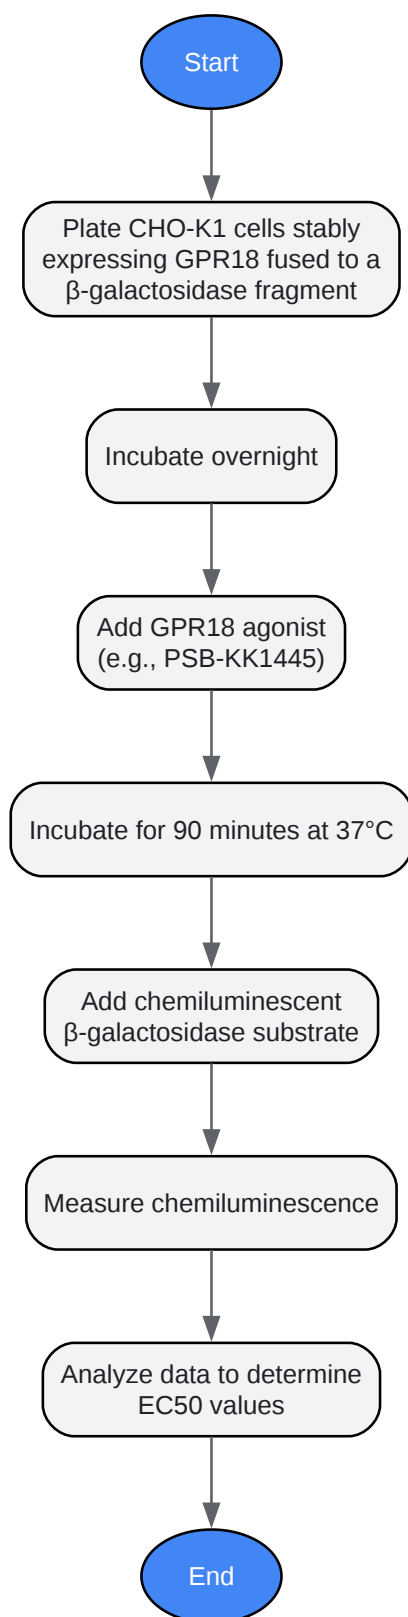 Start
Plate CHO-K1 cells stably
expressing GPR18 fused to a
β-galactosidase fragment
Incubate overnight
Add GPR18 agonist
(e.g., PSB-KK1445)
Incubate for 90 minutes at 37°C
Add chemiluminescent
β-galactosidase substrate
Measure chemiluminescence
Analyze data to determine
EC50 values
End